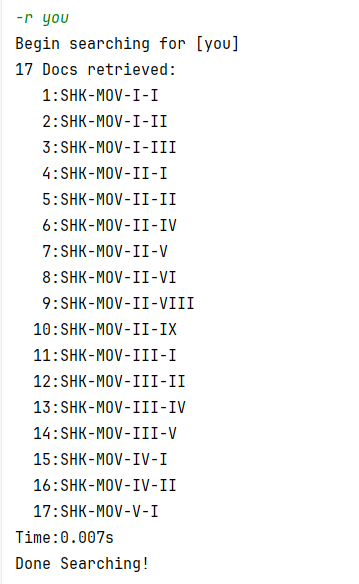 -r you
Begin searching for [you]
17 Docs retrieved:
1:SHK-MOV-I-I
2:SHK-MOV-I-II
3:SHK-MOV-I-III
4:SHK-MOV-II-I
5:SHK-MOV-II-II
6:SHK-MOV-II-IV
7:SHK-MOV-II-V
8:SHK-MOV-II-VI
9:SHK-MOV-II-VIII
10:SHK-MOV-II-IX
11:SHK-MOV-III-I
12:SHK-MOV-III-II
13:SHK-MOV-III-IV
14:SHK-MOV-III-V
15:SHK-MOV-IV-I
16:SHK-MOV-IV-II
17:SHK-MOV-V-I
Time:0.007s
Done Searching!